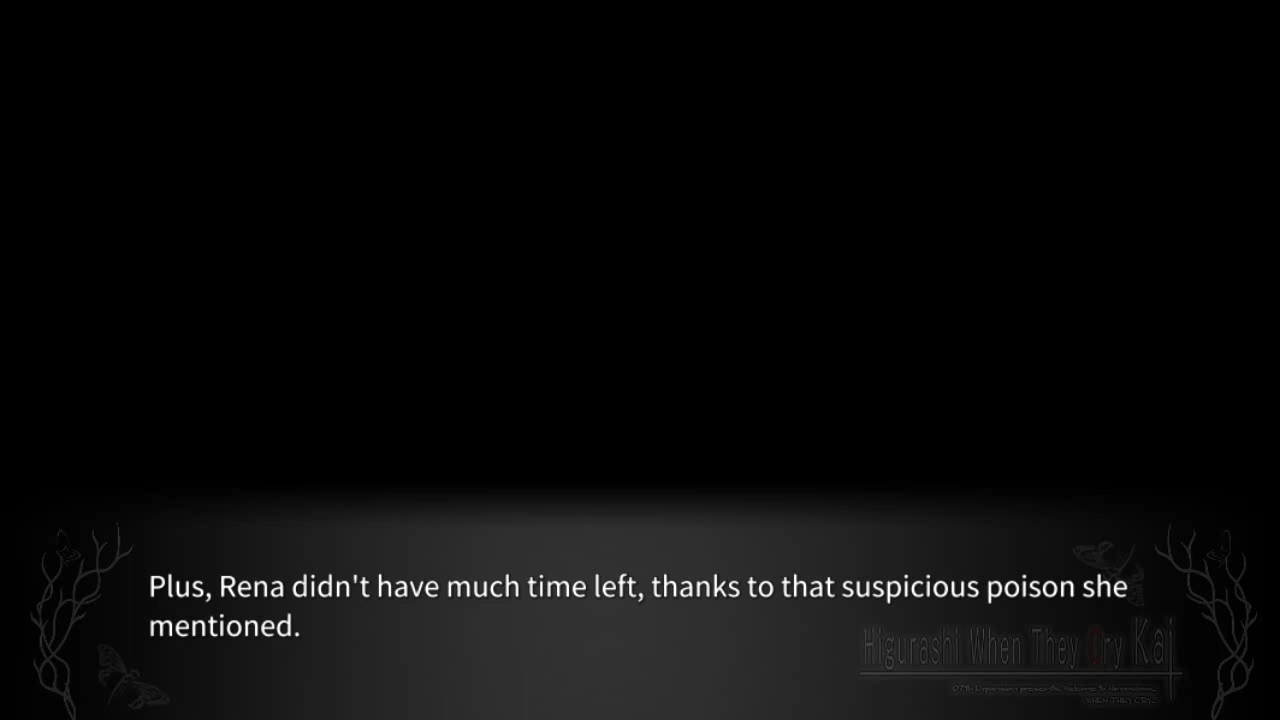 Plus, Rena didn't have much time left, thanks to that suspicious poison she
mentioned.
Higurashi When They Cry Kai